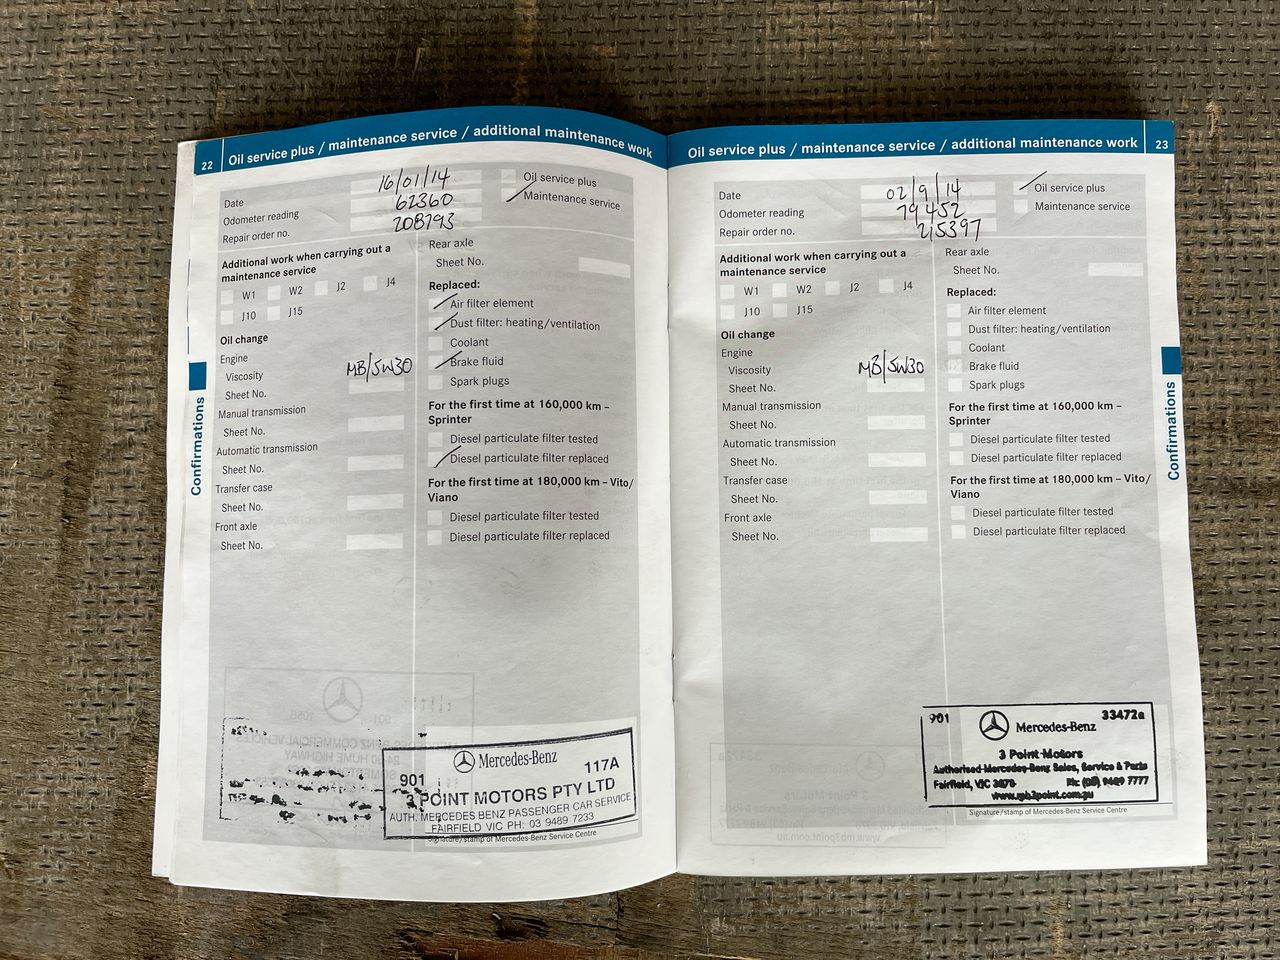 22 Oil service plus / maintenance service / additional maintenance work
Date 16/01/14
Odometer reading 62360
Repair order no. 208793
Oil service plus
Maintenance service
Additional work when carrying out a
maintenance service
W1 W2 J2 J4
J10 J15
Oil change
Engine
Viscosity MB/5W30
Sheet No.
Manual transmission
Sheet No.
Automatic transmission
Sheet No.
Transfer case
Sheet No.
Front axle
Sheet No.
Rear axle
Sheet No.
Replaced:
Air filter element
Dust filter: heating/ventilation
Coolant
Brake fluid
Spark plugs
For the first time at 160,000 km –
Sprinter
Diesel particulate filter tested
Diesel particulate filter replaced
For the first time at 180,000 km – Vito/
Viano
Diesel particulate filter tested
Diesel particulate filter replaced
Confirmations
Mercedes-Benz
901 117A
3 POINT MOTORS PTY LTD
AUTH. MERCEDES BENZ PASSENGER CAR SERVICE
FAIRFIELD VIC PH: 03 9489 7233
Signature/stamp of Mercedes-Benz Service Centre
Oil service plus / maintenance service / additional maintenance work 23
Date 02/9/14
Odometer reading 79452
Repair order no. 215397
Oil service plus
Maintenance service
Additional work when carrying out a
maintenance service
W1 W2 J2 J4
J10 J15
Oil change
Engine
Viscosity MB/5W30
Sheet No.
Manual transmission
Sheet No.
Automatic transmission
Sheet No.
Transfer case
Sheet No.
Front axle
Sheet No.
Rear axle
Sheet No.
Replaced:
Air filter element
Dust filter: heating/ventilation
Coolant
Brake fluid
Spark plugs
For the first time at 160,000 km –
Sprinter
Diesel particulate filter tested
Diesel particulate filter replaced
For the first time at 180,000 km – Vito/
Viano
Diesel particulate filter tested
Diesel particulate filter replaced
Confirmations
901 Mercedes-Benz 33472a
3 Point Motors
Authorised Mercedes-Benz Sales, Service & Parts
Fairfield, VIC 3078 Ph: (03) 9489 7777
www.mb3point.com.au
Signature/stamp of Mercedes-Benz Service Centre